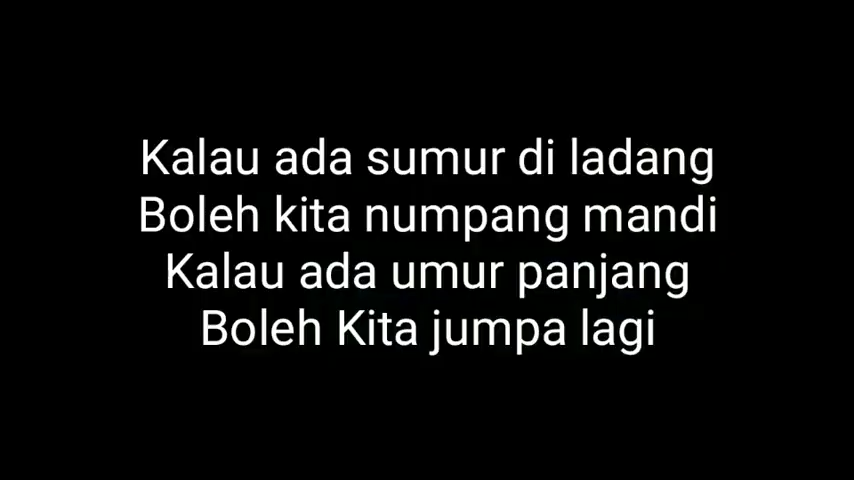 Kalau ada sumur di ladang
Boleh kita numpang mandi
Kalau ada umur panjang
Boleh Kita jumpa lagi